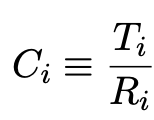 C_i ≡ T_i / R_i